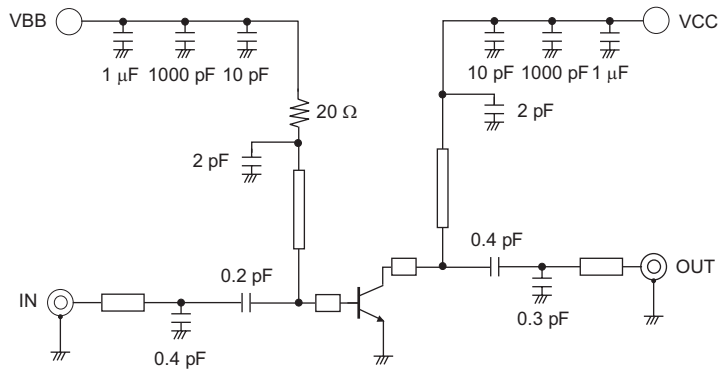 VBB
VCC
1 μF 1000 pF 10 pF
10 pF 1000 pF 1 μF
20 Ω
2 pF
2 pF
0.4 pF
0.2 pF
OUT
IN
0.3 pF
0.4 pF